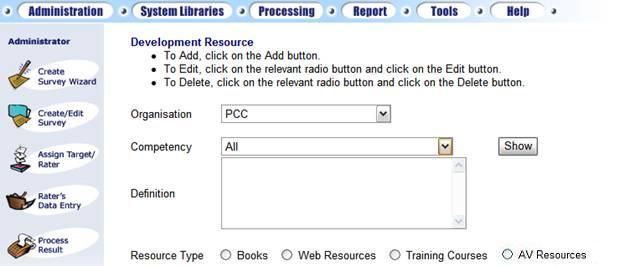 Administration System Libraries Processing Report Tools Help
Administrator
Create
Survey Wizard
Create/Edit
Survey
Assign Target/
Rater
Rater's
Data Entry
Process
Result
Development Resource
• To Add, click on the Add button.
• To Edit, click on the relevant radio button and click on the Edit button.
• To Delete, click on the relevant radio button and click on the Delete button.
Organisation PCC
Competency All Show
Definition
Resource Type Books Web Resources Training Courses AV Resources